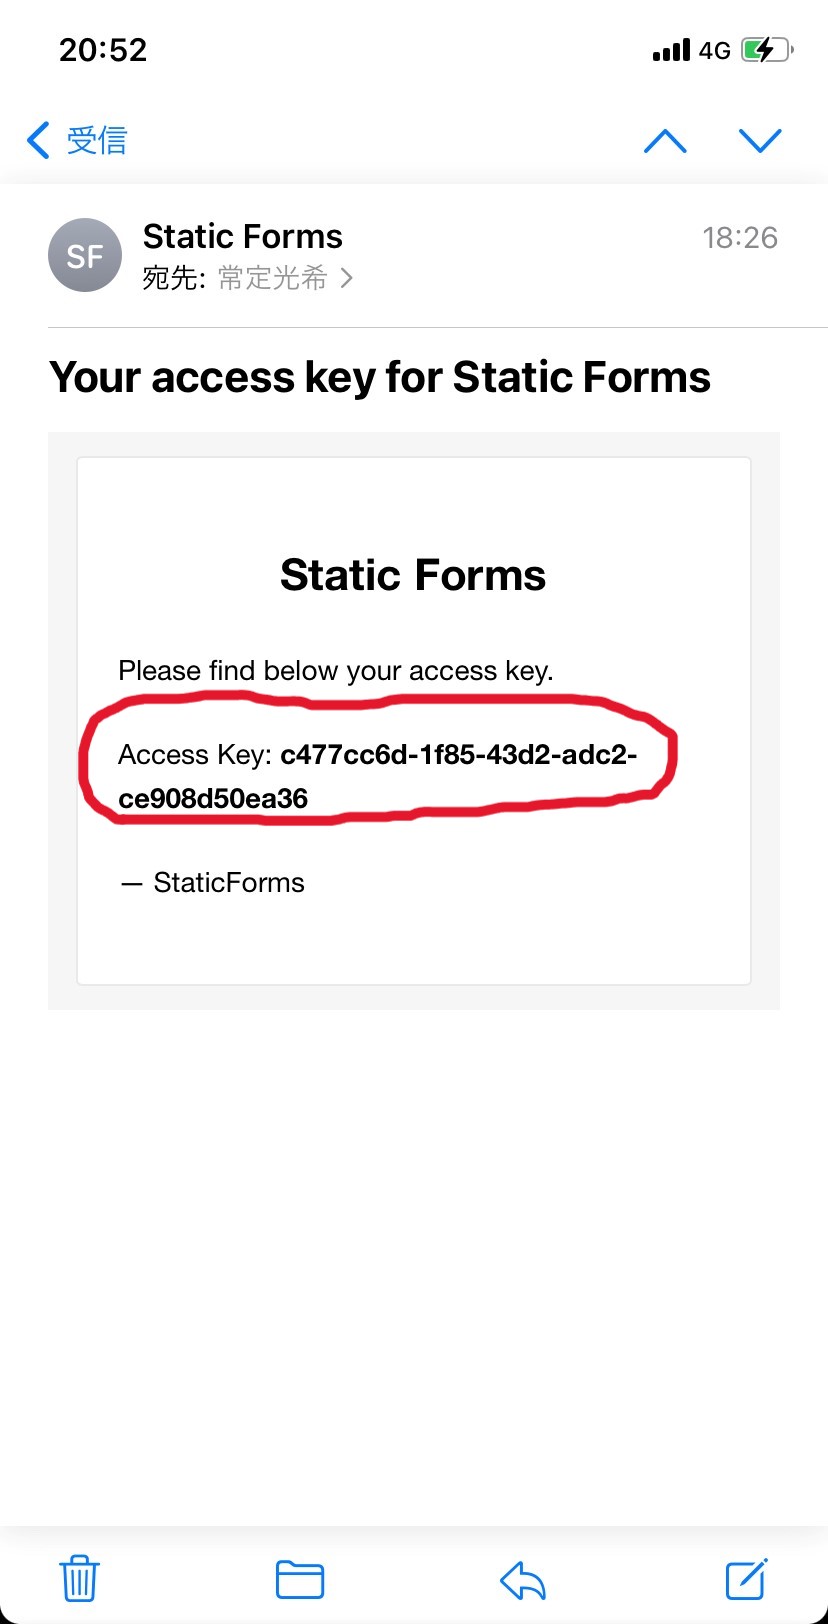 20:52
4G
受信
SF
Static Forms
18:26
宛先: 常定光希
Your access key for Static Forms
Static Forms
Please find below your access key.
Access Key: c477cc6d-1f85-43d2-adc2-
ce908d50ea36
— StaticForms